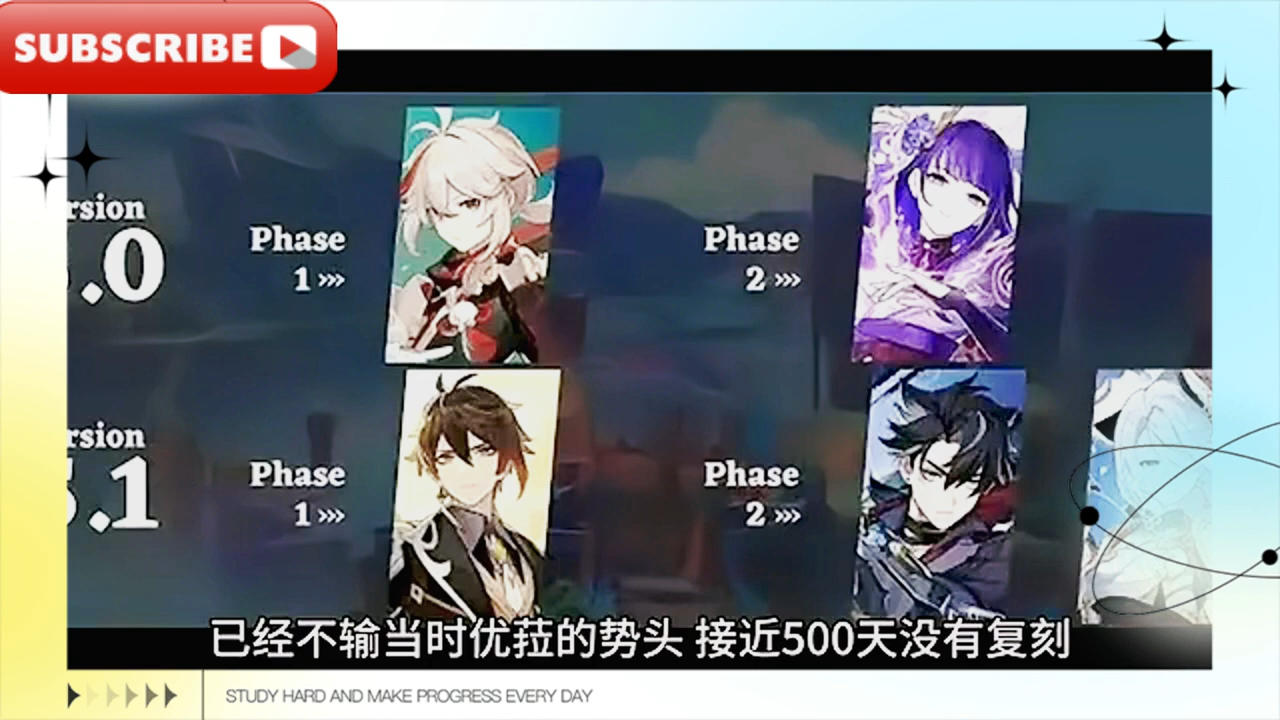 SUBSCRIBE
rsion
.0
Phase
1 >>>
Phase
2 >>>
rsion
.1
Phase
1 >>>
Phase
2 >>>
已经不输当时优菈的势头 接近500天没有复刻
STUDY HARD AND MAKE PROGRESS EVERY DAY